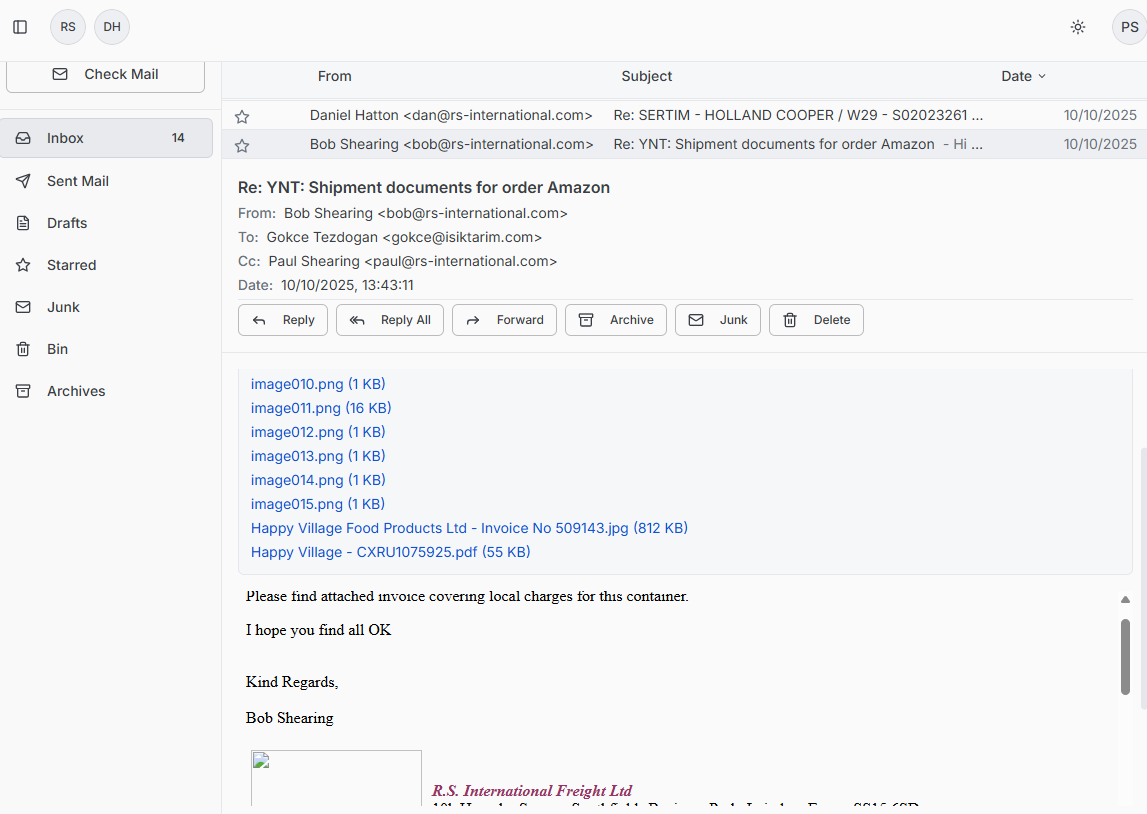 RS DH PS
Check Mail
Inbox 14
Sent Mail
Drafts
Starred
Junk
Bin
Archives
From Subject Date
Daniel Hatton <dan@rs-international.com> Re: SERTIM - HOLLAND COOPER / W29 - S02023261 ... 10/10/2025
Bob Shearing <bob@rs-international.com> Re: YNT: Shipment documents for order Amazon - Hi ... 10/10/2025
Re: YNT: Shipment documents for order Amazon
From: Bob Shearing <bob@rs-international.com>
To: Gokce Tezdogan <gokce@isiktarim.com>
Cc: Paul Shearing <paul@rs-international.com>
Date: 10/10/2025, 13:43:11
Reply Reply All Forward Archive Junk Delete
image010.png (1 KB)
image011.png (16 KB)
image012.png (1 KB)
image013.png (1 KB)
image014.png (1 KB)
image015.png (1 KB)
Happy Village Food Products Ltd - Invoice No 509143.jpg (812 KB)
Happy Village - CXRU1075925.pdf (55 KB)
Please find attached invoice covering local charges for this container.
I hope you find all OK
Kind Regards,
Bob Shearing
R.S. International Freight Ltd